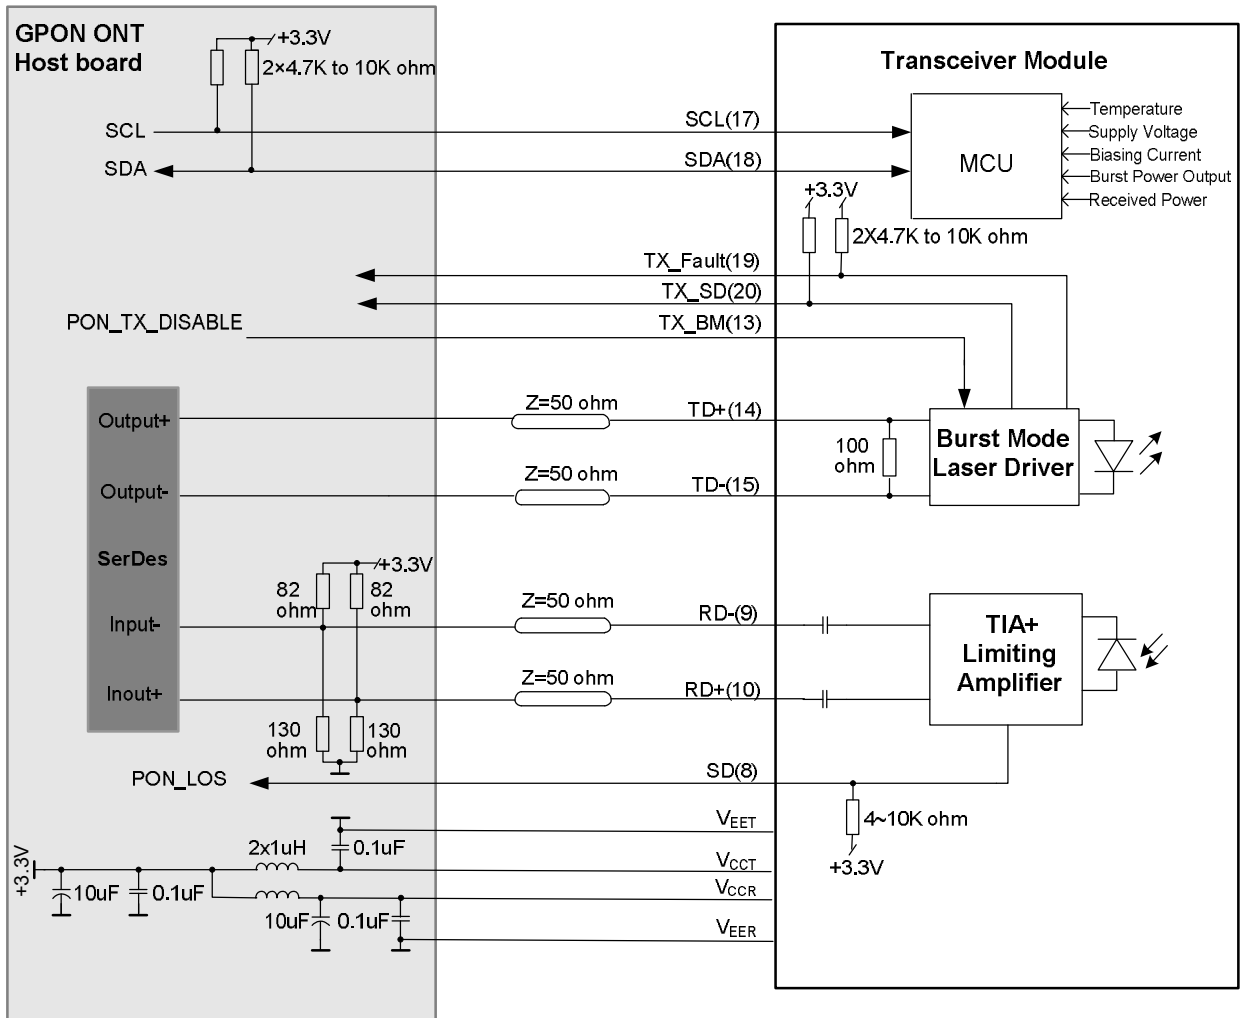 GPON ONT
Host board
+3.3V
2×4.7K to 10K ohm
SCL
SDA
SCL(17)
SDA(18)
Transceiver Module
MCU
Temperature
Supply Voltage
Biasing Current
Burst Power Output
Received Power
+3.3V
2X4.7K to 10K ohm
TX_Fault(19)
TX_SD(20)
PON_TX_DISABLE
TX_BM(13)
Output+
Z=50 ohm
TD+(14)
100
ohm
Burst Mode
Laser Driver
Output-
Z=50 ohm
TD-(15)
SerDes
+3.3V
82
ohm
82
ohm
Input-
Z=50 ohm
RD-(9)
TIA+
Limiting
Amplifier
Inout+
Z=50 ohm
RD+(10)
130
ohm
130
ohm
PON_LOS
SD(8)
4~10K ohm
+3.3V
VEET
0.1uF
2x1uH
VCCT
+3.3V
10uF
0.1uF
VCCR
10uF
0.1uF
VEER